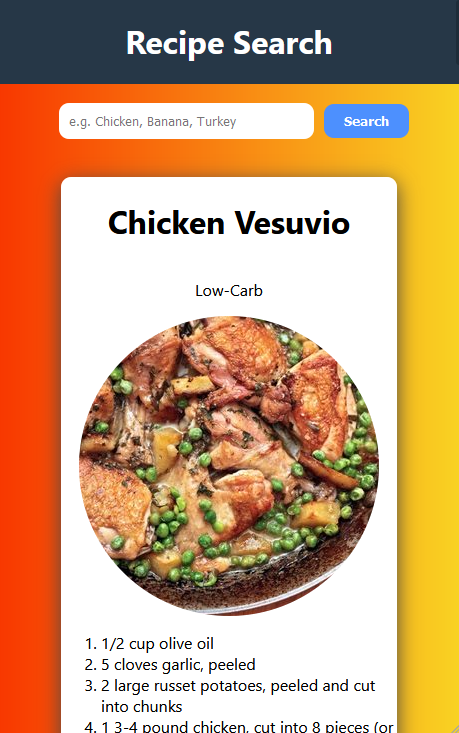 Recipe Search
e.g. Chicken, Banana, Turkey
Search
Chicken Vesuvio
Low-Carb
1. 1/2 cup olive oil
2. 5 cloves garlic, peeled
3. 2 large russet potatoes, peeled and cut
into chunks
4. 1 3-4 pound chicken, cut into 8 pieces (or